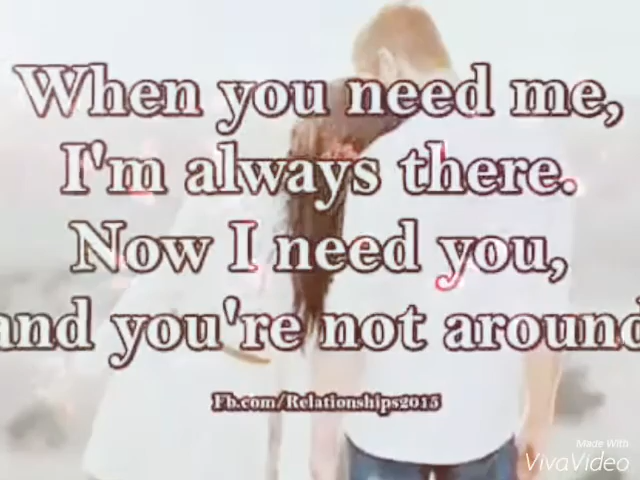 When you need me,
I'm always there.
Now I need you,
and you're not around
Fb.com/Relationships2015
Made With
VivaVideo